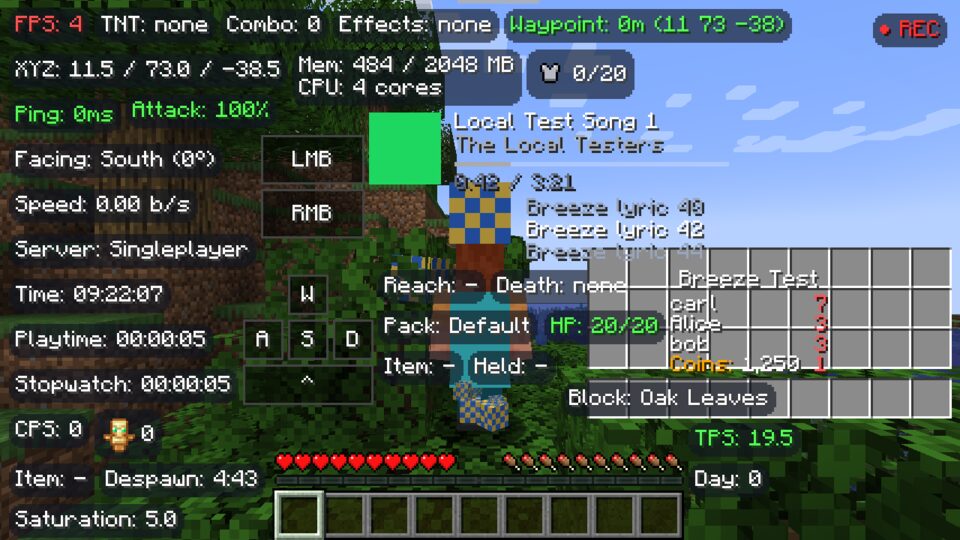 FPS: 4 TNT: none Combo: 0 Effects: none Waypoint: 0m (11 73 -38) REC
XYZ: 11.5 / 73.0 / -38.5 Mem: 484 / 2048 MB
CPU: 4 cores
0/20
Ping: 0ms Attack: 100%
Local Test Song 1
The Local Testers
0:42 / 3:21
Facing: South (0°) LMB
Speed: 0.00 b/s RMB
Breeze lyric 40
Breeze lyric 42
Breeze lyric 44
Server: Singleplayer
Breeze Test
Time: 09:22:07 W
Reach: - Death: none
carl 7
Alice 3
bob 3
Coins: 1,250 1
Playtime: 00:00:05 A S D
Pack: Default HP: 20/20
Item: - Held: -
Stopwatch: 00:00:05 ^
Block: Oak Leaves
CPS: 0 0
TPS: 19.5
Item: - Despawn: 4:43
Day: 0
Saturation: 5.0